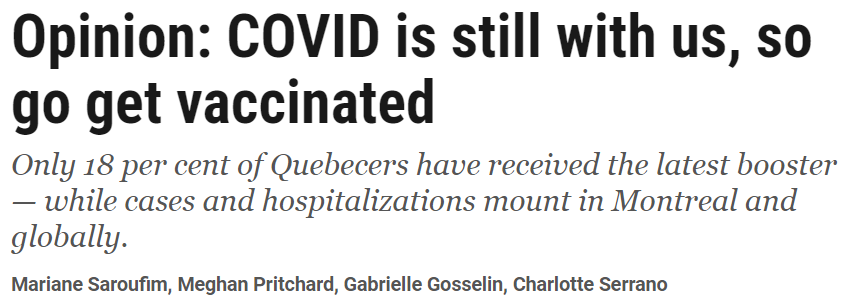 Opinion: COVID is still with us, so
go get vaccinated
Only 18 per cent of Quebecers have received the latest booster
— while cases and hospitalizations mount in Montreal and
globally.
Mariane Saroufim, Meghan Pritchard, Gabrielle Gosselin, Charlotte Serrano